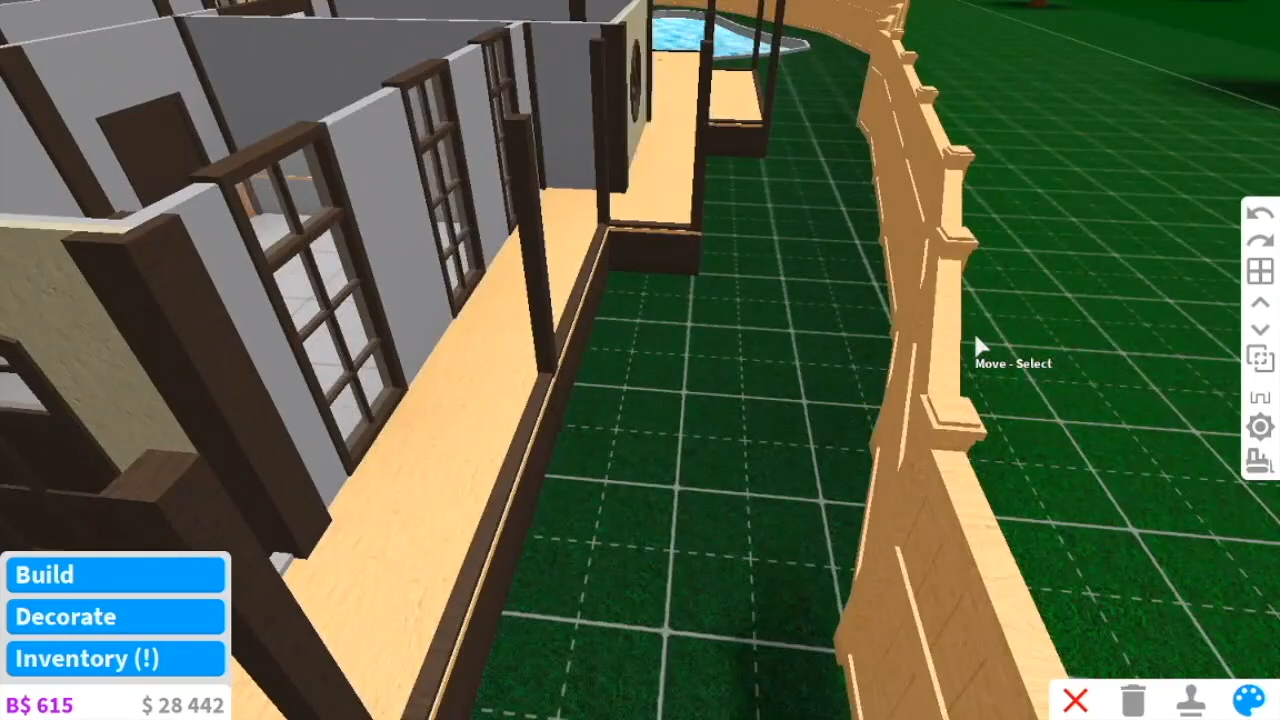 Move - Select
Build
Decorate
Inventory (!)
B$ 615 $ 28 442